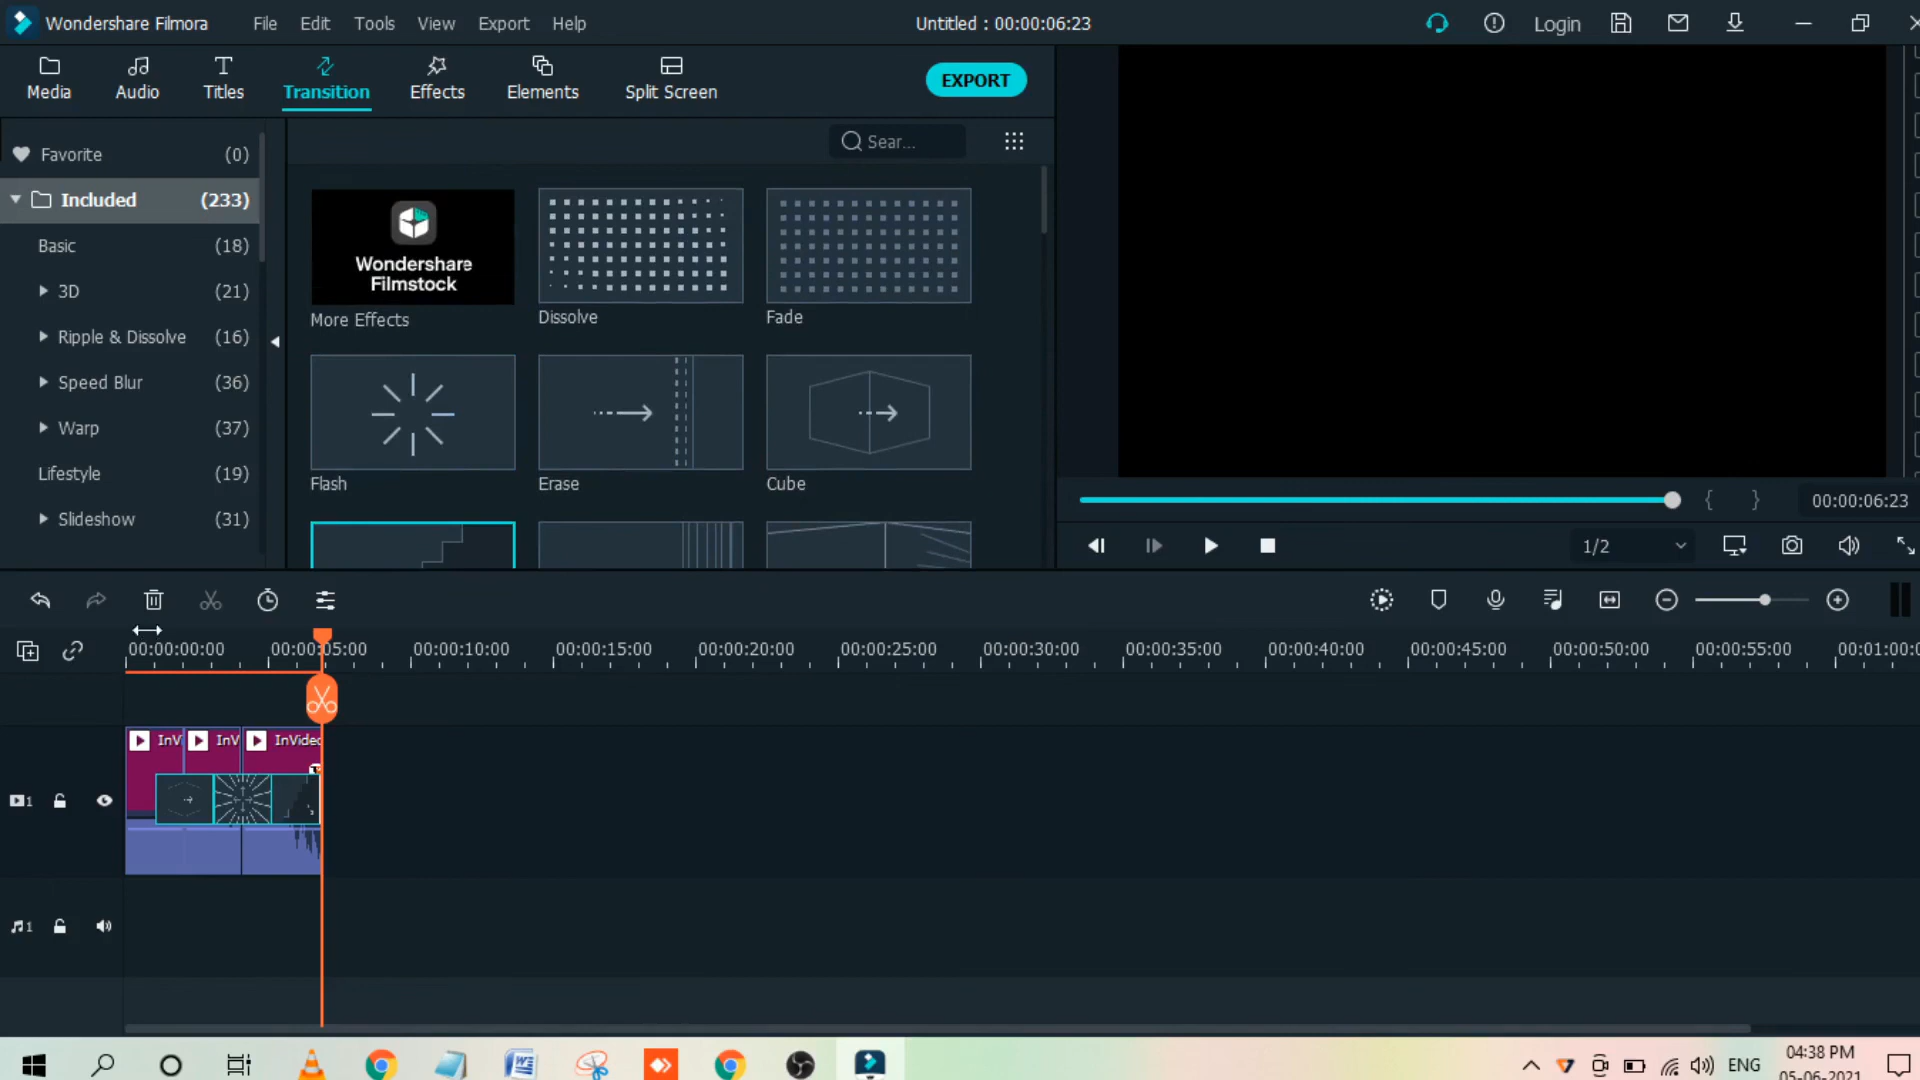 Wondershare Filmora File Edit Tools View Export Help Untitled : 00:00:06:23 Login
Media Audio Titles Transition Effects Elements Split Screen EXPORT
Sear...
Favorite (0)
Included (233)
Basic (18)
3D (21)
Ripple & Dissolve (16)
Speed Blur (36)
Warp (37)
Lifestyle (19)
Slideshow (31)
Wondershare
Filmstock
More Effects Dissolve Fade
Flash Erase Cube
{ } 00:00:06:23
1/2
00:00:00:00 00:00:05:00 00:00:10:00 00:00:15:00 00:00:20:00 00:00:25:00 00:00:30:00 00:00:35:00 00:00:40:00 00:00:45:00 00:00:50:00 00:00:55:00 00:01:00:0
InV InV InVideo
1
1
ENG 04:38 PM
05-06-2021